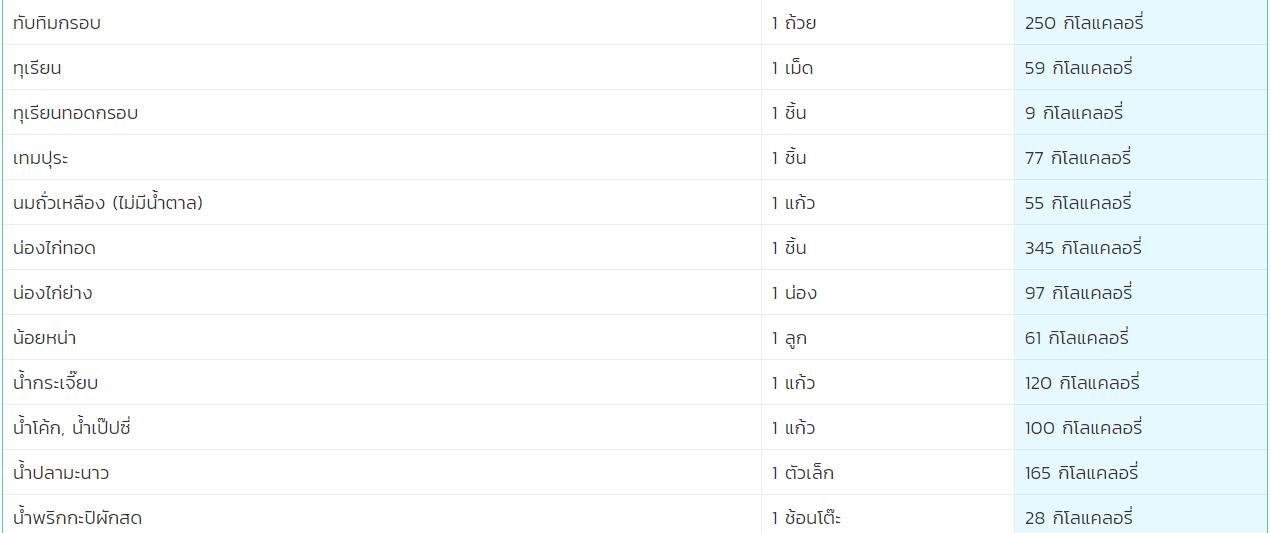 ทับทิมกรอบ 1 ถ้วย 250 กิโลแคลอรี่
ทุเรียน 1 เม็ด 59 กิโลแคลอรี่
ทุเรียนทอดกรอบ 1 ชิ้น 9 กิโลแคลอรี่
เทมปุระ 1 ชิ้น 77 กิโลแคลอรี่
นมถั่วเหลือง (ไม่มีน้ำตาล) 1 แก้ว 55 กิโลแคลอรี่
น่องไก่ทอด 1 ชิ้น 345 กิโลแคลอรี่
น่องไก่ย่าง 1 น่อง 97 กิโลแคลอรี่
น้อยหน่า 1 ลูก 61 กิโลแคลอรี่
น้ำกระเจี๊ยบ 1 แก้ว 120 กิโลแคลอรี่
น้ำโค้ก, น้ำเป๊ปซี่ 1 แก้ว 100 กิโลแคลอรี่
น้ำปลามะนาว 1 ตัวเล็ก 165 กิโลแคลอรี่
น้ำพริกกะปิผักสด 1 ช้อนโต๊ะ 28 กิโลแคลอรี่